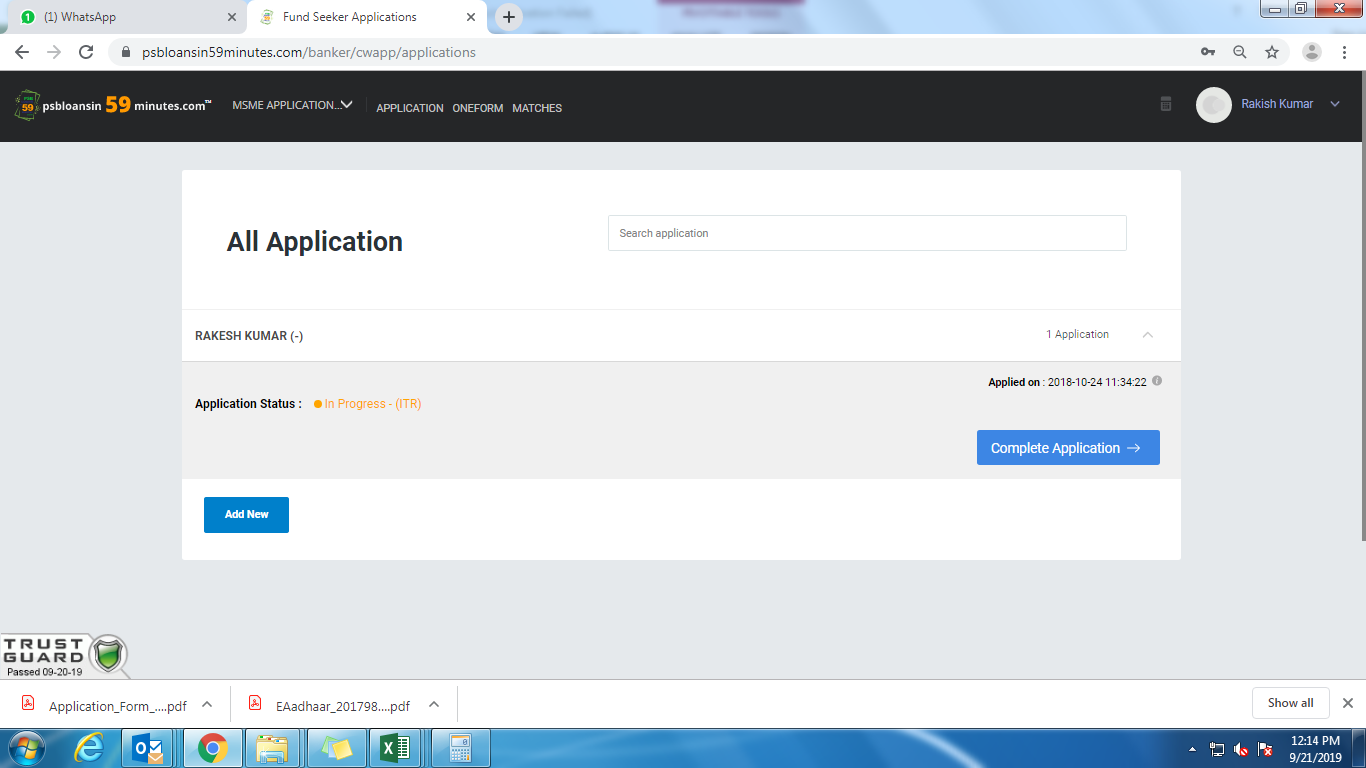 (1) WhatsApp
Fund Seeker Applications
psbloansin59minutes.com/banker/cwapp/applications
psbloansin 59 minutes.com™
MSME APPLICATION...
APPLICATION
ONEFORM
MATCHES
Rakish Kumar
All Application
Search application
RAKESH KUMAR (-)
1 Application
Applied on : 2018-10-24 11:34:22
Application Status : In Progress - (ITR)
Complete Application
Add New
TRUST
GUARD
Passed 09-20-19
Application_Form_....pdf
EAadhaar_201798....pdf
Show all
12:14 PM
9/21/2019